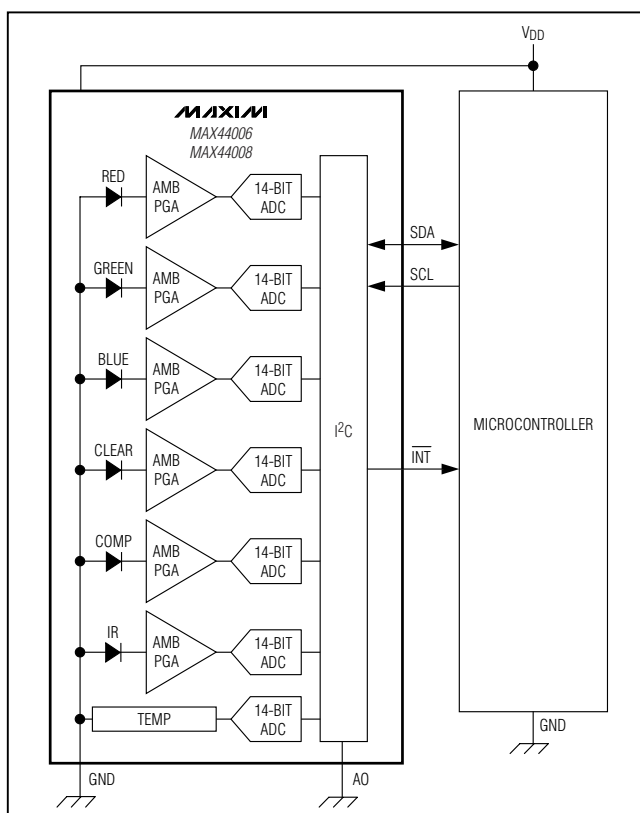 VDD
MAXIM
MAX44006
MAX44008
RED
AMB
PGA
14-BIT
ADC
GREEN
AMB
PGA
14-BIT
ADC
BLUE
AMB
PGA
14-BIT
ADC
CLEAR
AMB
PGA
14-BIT
ADC
COMP
AMB
PGA
14-BIT
ADC
IR
AMB
PGA
14-BIT
ADC
TEMP
14-BIT
ADC
I2C
SDA
SCL
INT
MICROCONTROLLER
GND
AO
GND